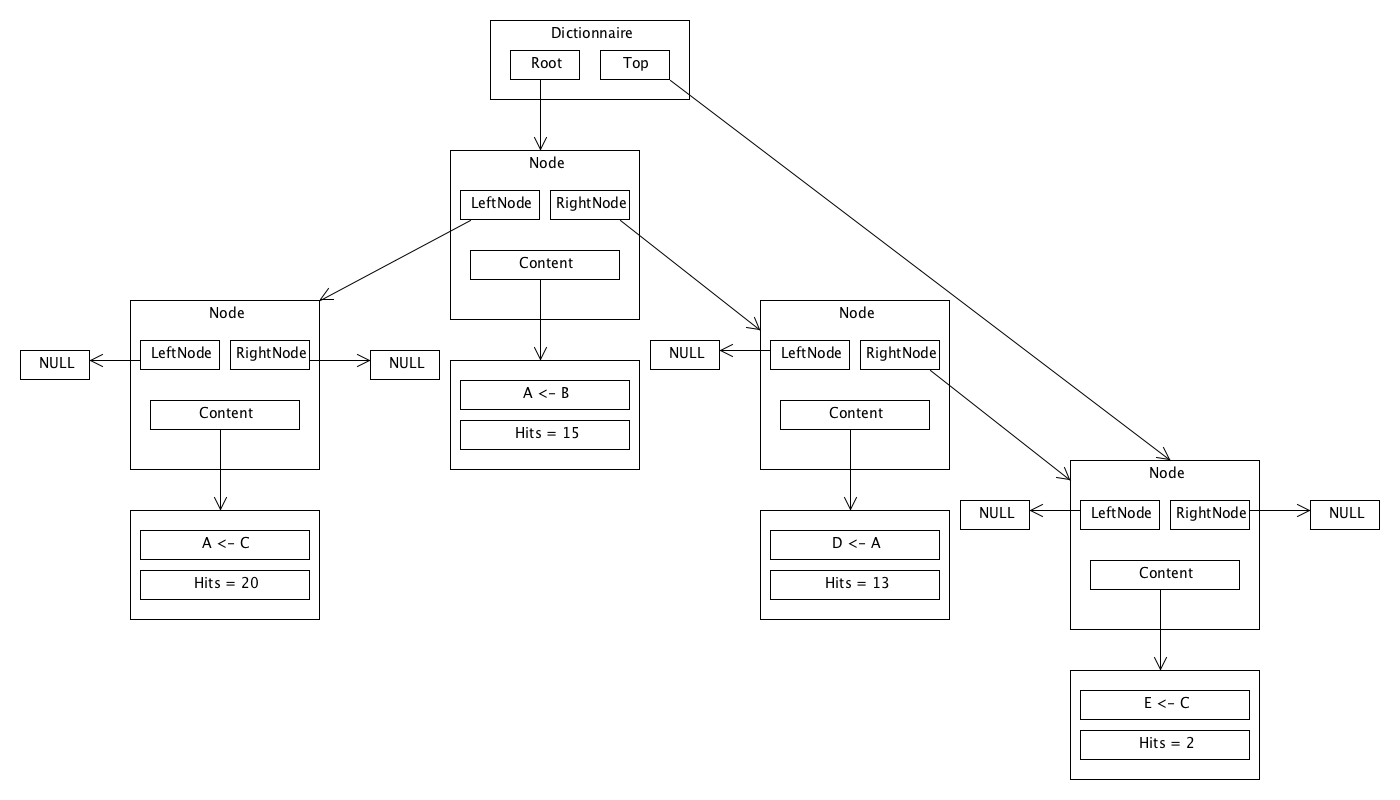 Dictionnaire
Root
Top
Node
LeftNode
RightNode
Content
Node
LeftNode
RightNode
NULL
NULL
Content
A <- B
Hits = 15
Node
LeftNode
RightNode
NULL
Content
A <- C
Hits = 20
D <- A
Hits = 13
Node
NULL
LeftNode
RightNode
NULL
Content
E <- C
Hits = 2